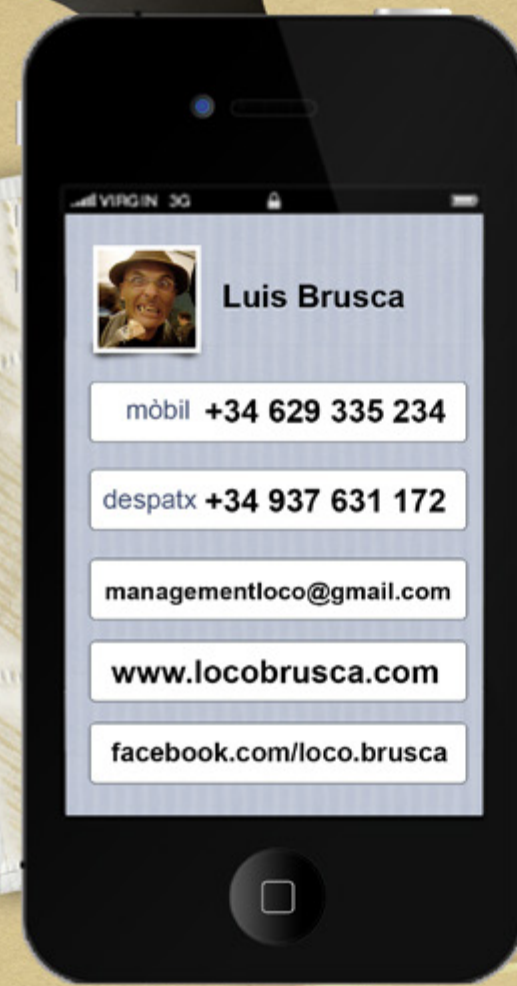 VIRGIN 3G
Luis Brusca
mòbil +34 629 335 234
despatx +34 937 631 172
managementloco@gmail.com
www.locobrusca.com
facebook.com/loco.brusca